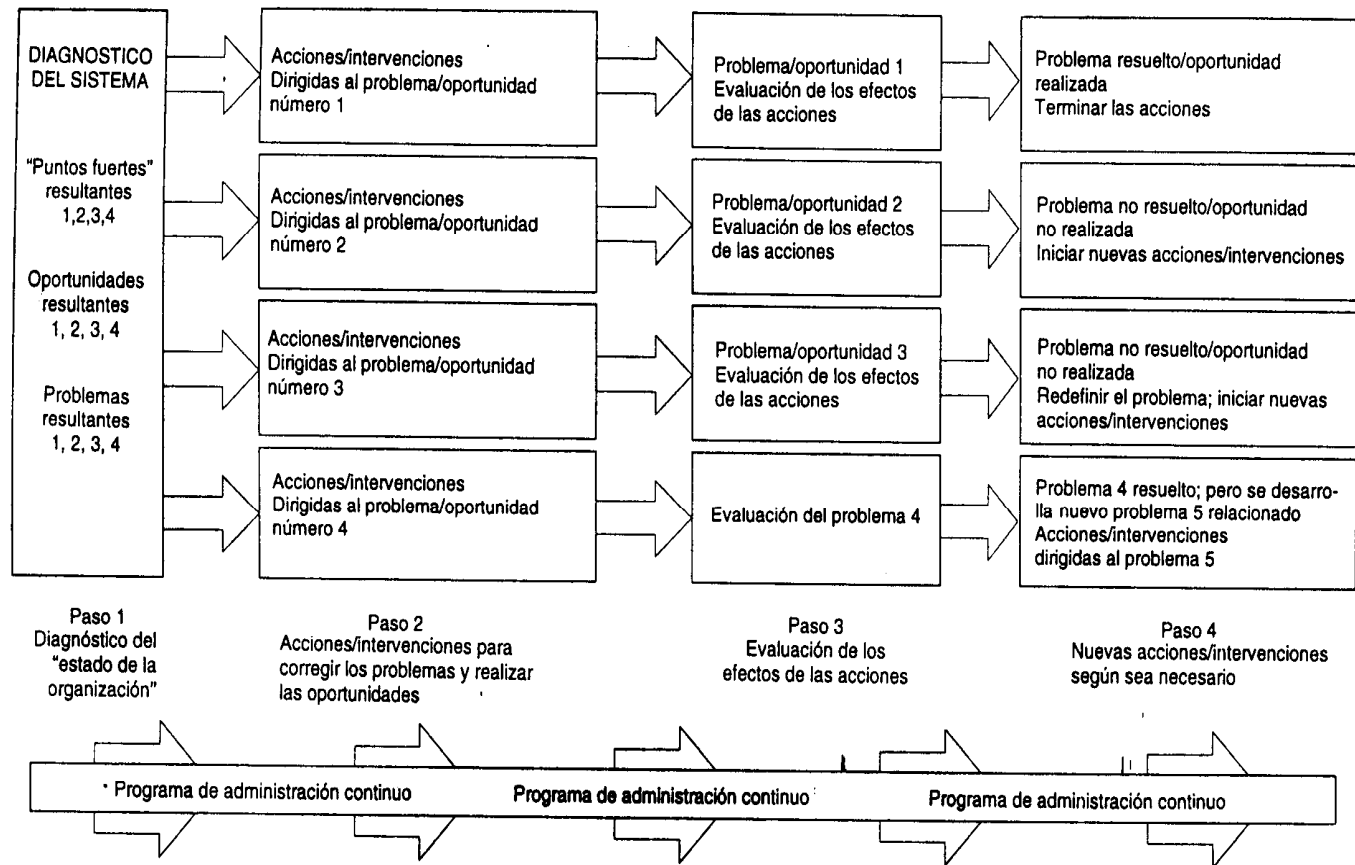 DIAGNOSTICO
DEL SISTEMA
"Puntos fuertes"
resultantes
1,2,3,4
Oportunidades
resultantes
1, 2, 3, 4
Problemas
resultantes
1, 2, 3, 4
Acciones/intervenciones
Dirigidas al problema/oportunidad
número 1
Problema/oportunidad 1
Evaluación de los efectos
de las acciones
Problema resuelto/oportunidad
realizada
Terminar las acciones
Acciones/intervenciones
Dirigidas al problema/oportunidad
número 2
Problema/oportunidad 2
Evaluación de los efectos
de las acciones
Problema no resuelto/oportunidad
no realizada
Iniciar nuevas acciones/intervenciones
Acciones/intervenciones
Dirigidas al problema/oportunidad
número 3
Problema/oportunidad 3
Evaluación de los efectos
de las acciones
Problema no resuelto/oportunidad
no realizada
Redefinir el problema; iniciar nuevas
acciones/intervenciones
Acciones/intervenciones
Dirigidas al problema/oportunidad
número 4
Evaluación del problema 4
Problema 4 resuelto; pero se desarro-
lla nuevo problema 5 relacionado
Acciones/intervenciones
dirigidas al problema 5
Paso 1
Diagnóstico del
"estado de la
organización"
Paso 2
Acciones/intervenciones para
corregir los problemas y realizar
las oportunidades
Paso 3
Evaluación de los
efectos de las acciones
Paso 4
Nuevas acciones/intervenciones
según sea necesario
Programa de administración continuo
Programa de administración continuo
Programa de administración continuo